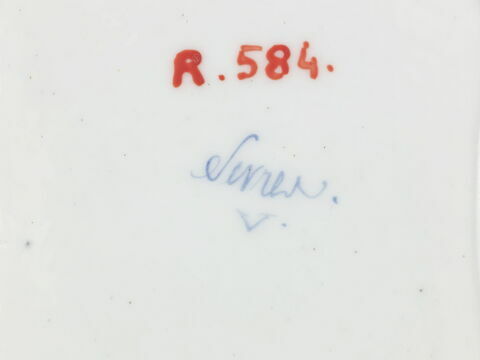 R. 584.
Sevres.
V.